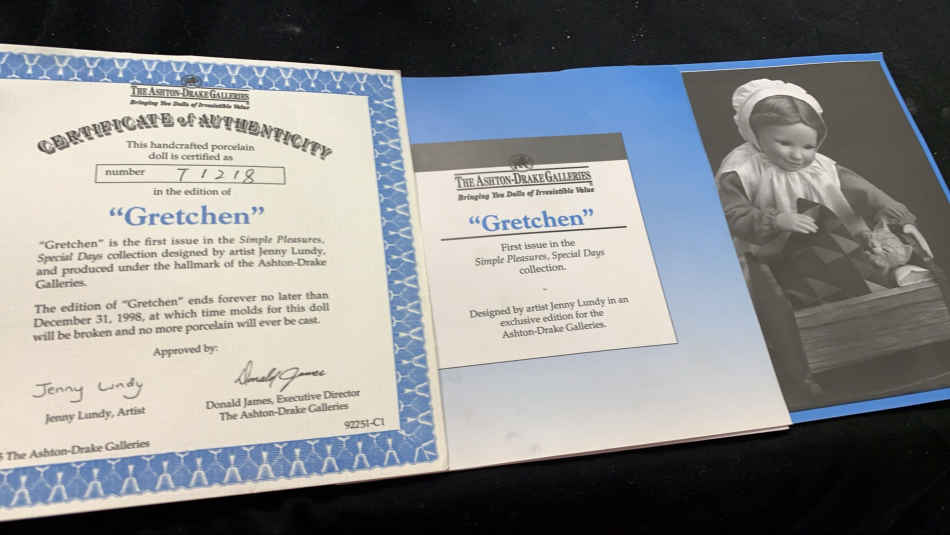 THE ASHTON-DRAKE GALLERIES
Bringing You Dolls of Irresistible Value
CERTIFICATE of AUTHENTICITY
This handcrafted porcelain
doll is certified as
number T1218
in the edition of
“Gretchen”
“Gretchen” is the first issue in the Simple Pleasures,
Special Days collection designed by artist Jenny Lundy,
and produced under the hallmark of the Ashton-Drake
Galleries.
The edition of “Gretchen” ends forever no later than
December 31, 1998, at which time molds for this doll
will be broken and no more porcelain will ever be cast.
Approved by:
Jenny Lundy
Donald James
Jenny Lundy, Artist
Donald James, Executive Director
The Ashton-Drake Galleries
92251-C1
The Ashton-Drake Galleries
THE ASHTON-DRAKE GALLERIES
Bringing You Dolls of Irresistible Value
“Gretchen”
First issue in the
Simple Pleasures, Special Days
collection.
Designed by artist Jenny Lundy in an
exclusive edition for the
Ashton-Drake Galleries.